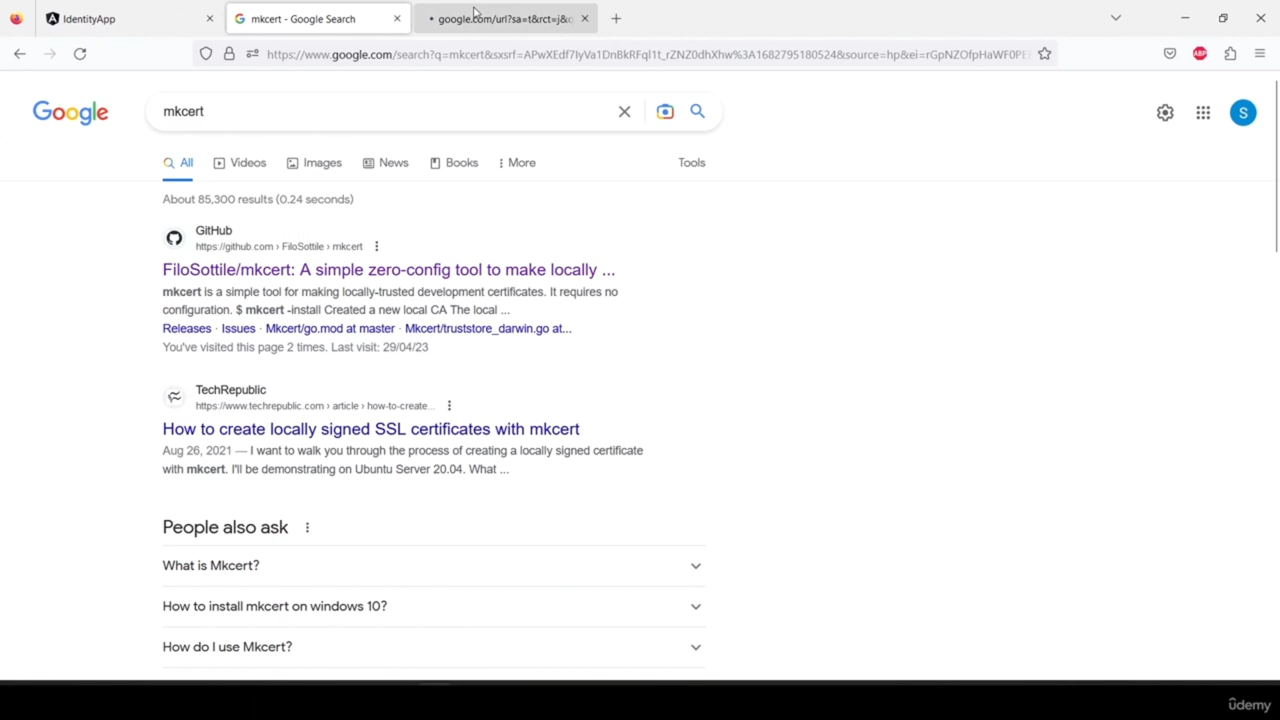 IdentityApp
mkcert - Google Search
google.com/url?sa=t&rct=j&
https://www.google.com/search?q=mkcert&sxsrf=APwXEdf7IyVa1DnBkRFqI1t_rZNZ0dhXhw%3A1682795180524&source=hp&ei=rGpNZOfpHaWF0PEP
ABP
Google
mkcert
S
All
Videos
Images
News
Books
More
Tools
About 85,300 results (0.24 seconds)
GitHub
https://github.com › FiloSottile › mkcert
FiloSottile/mkcert: A simple zero-config tool to make locally ...
mkcert is a simple tool for making locally-trusted development certificates. It requires no
configuration. $ mkcert -install Created a new local CA The local ...
Releases · Issues · Mkcert/go.mod at master · Mkcert/truststore_darwin.go at...
You've visited this page 2 times. Last visit: 29/04/23
TechRepublic
https://www.techrepublic.com › article › how-to-create...
How to create locally signed SSL certificates with mkcert
Aug 26, 2021 — I want to walk you through the process of creating a locally signed certificate
with mkcert. I'll be demonstrating on Ubuntu Server 20.04. What ...
People also ask
What is Mkcert?
How to install mkcert on windows 10?
How do I use Mkcert?
ûdemy